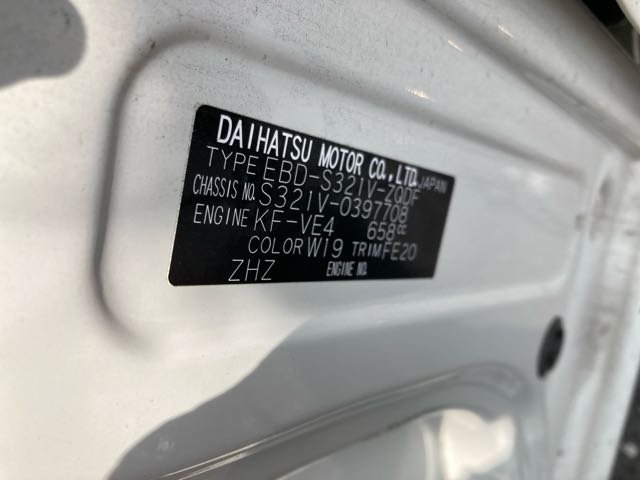 DAIHATSU MOTOR CO.,LTD.JAPAN
TYPE EBD-S321V-ZQDF
CHASSIS NO. S321V-0397708
ENGINE KF-VE4 658cc
COLOR W19 TRIM FE20
ZHZ ENGINE NO.